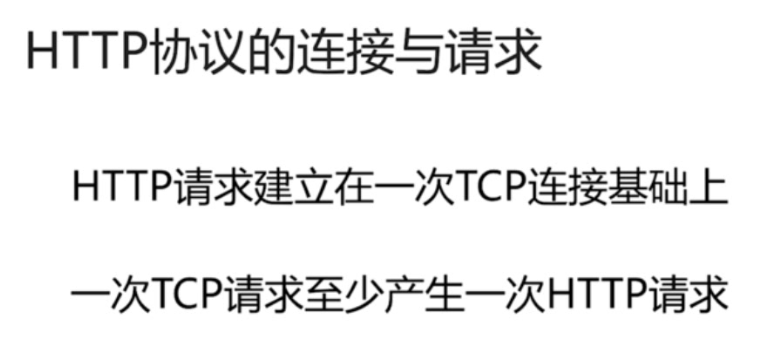 HTTP协议的连接与请求
HTTP请求建立在一次TCP连接基础上
一次TCP请求至少产生一次HTTP请求